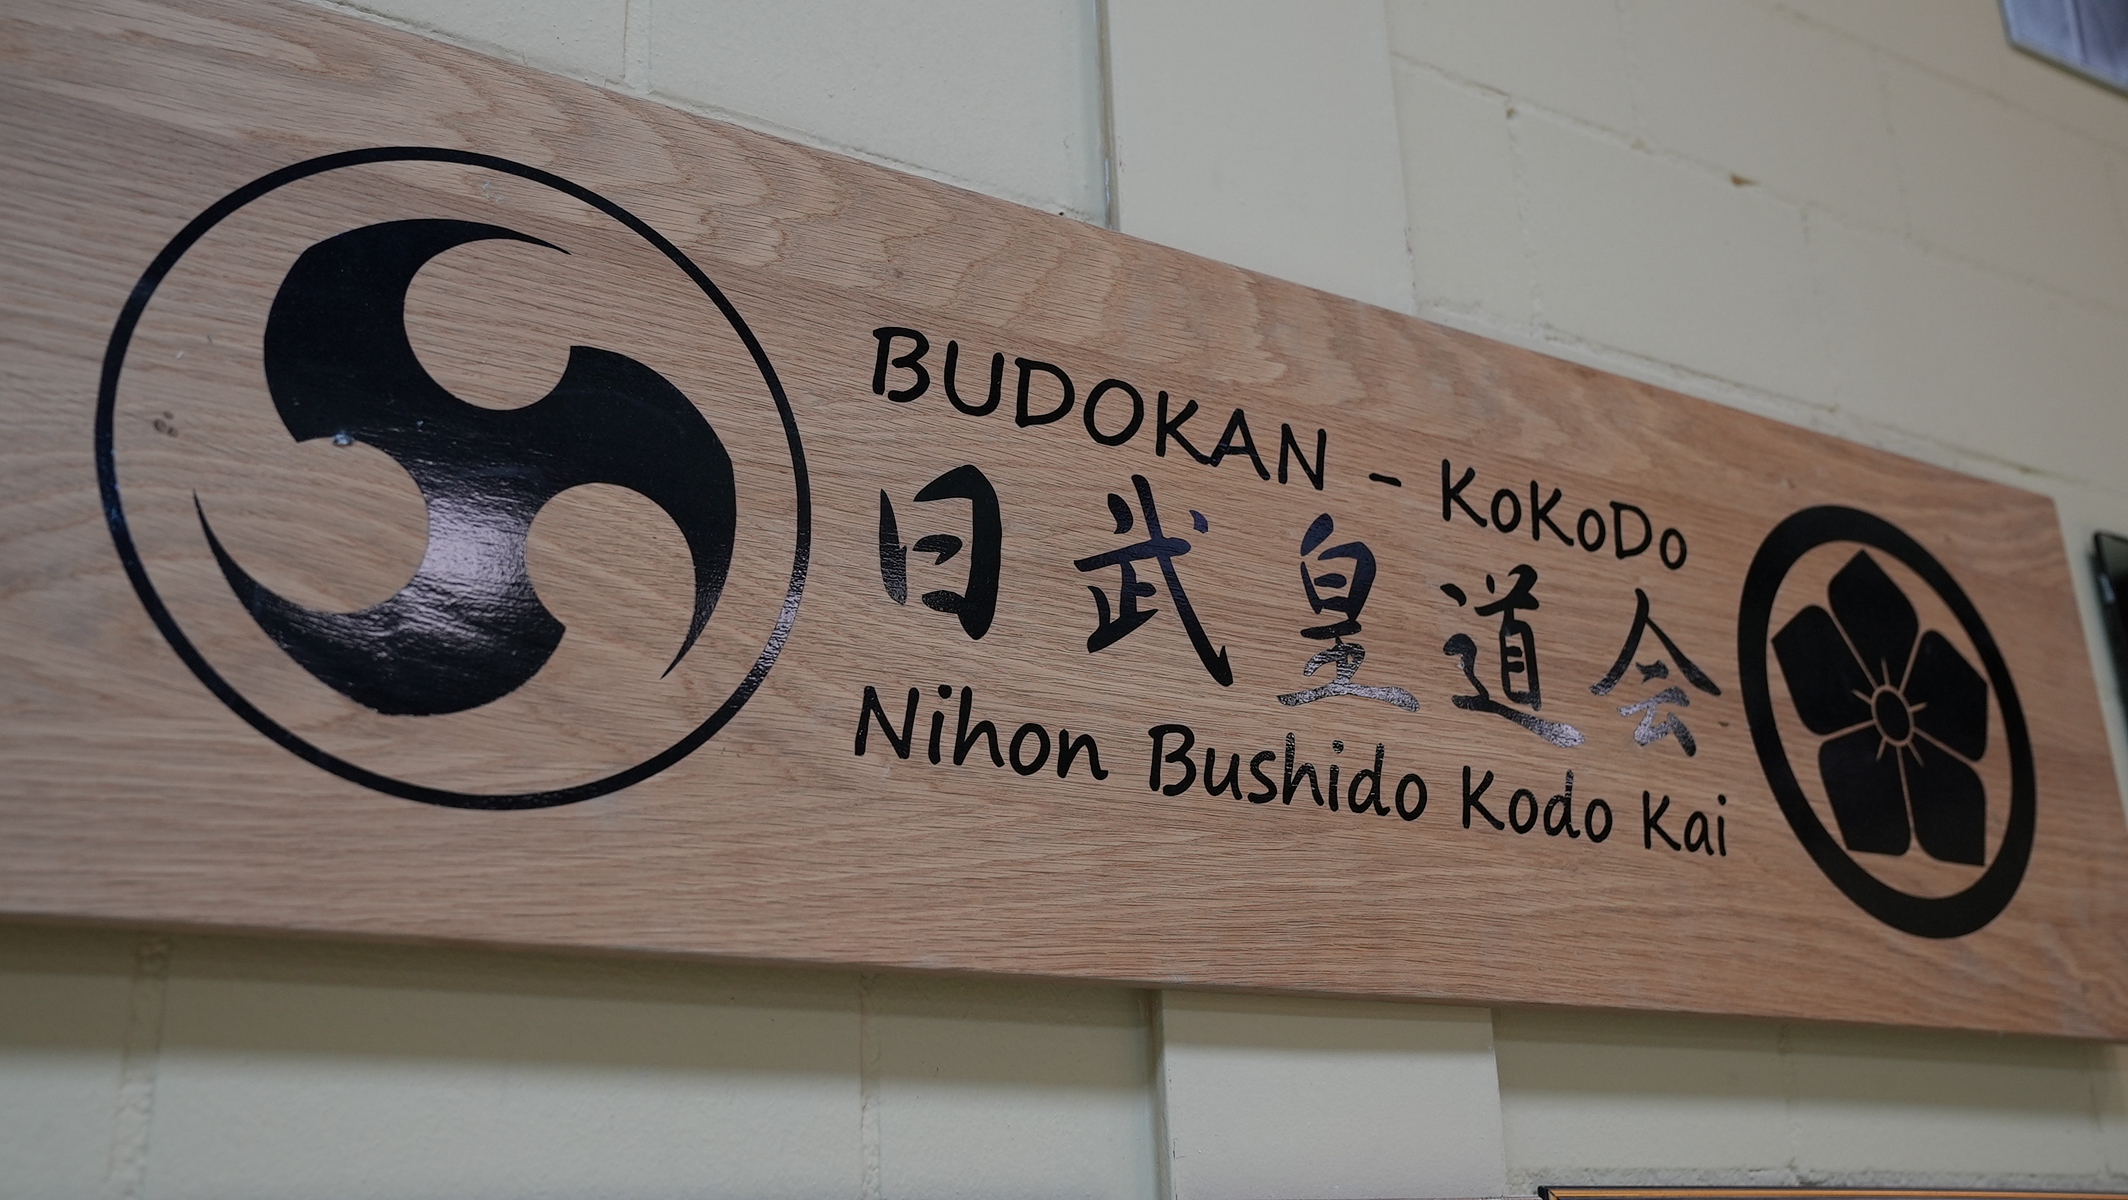 BUDOKAN - KoKoDo
日武皇道会
Nihon Bushido Kodo Kai